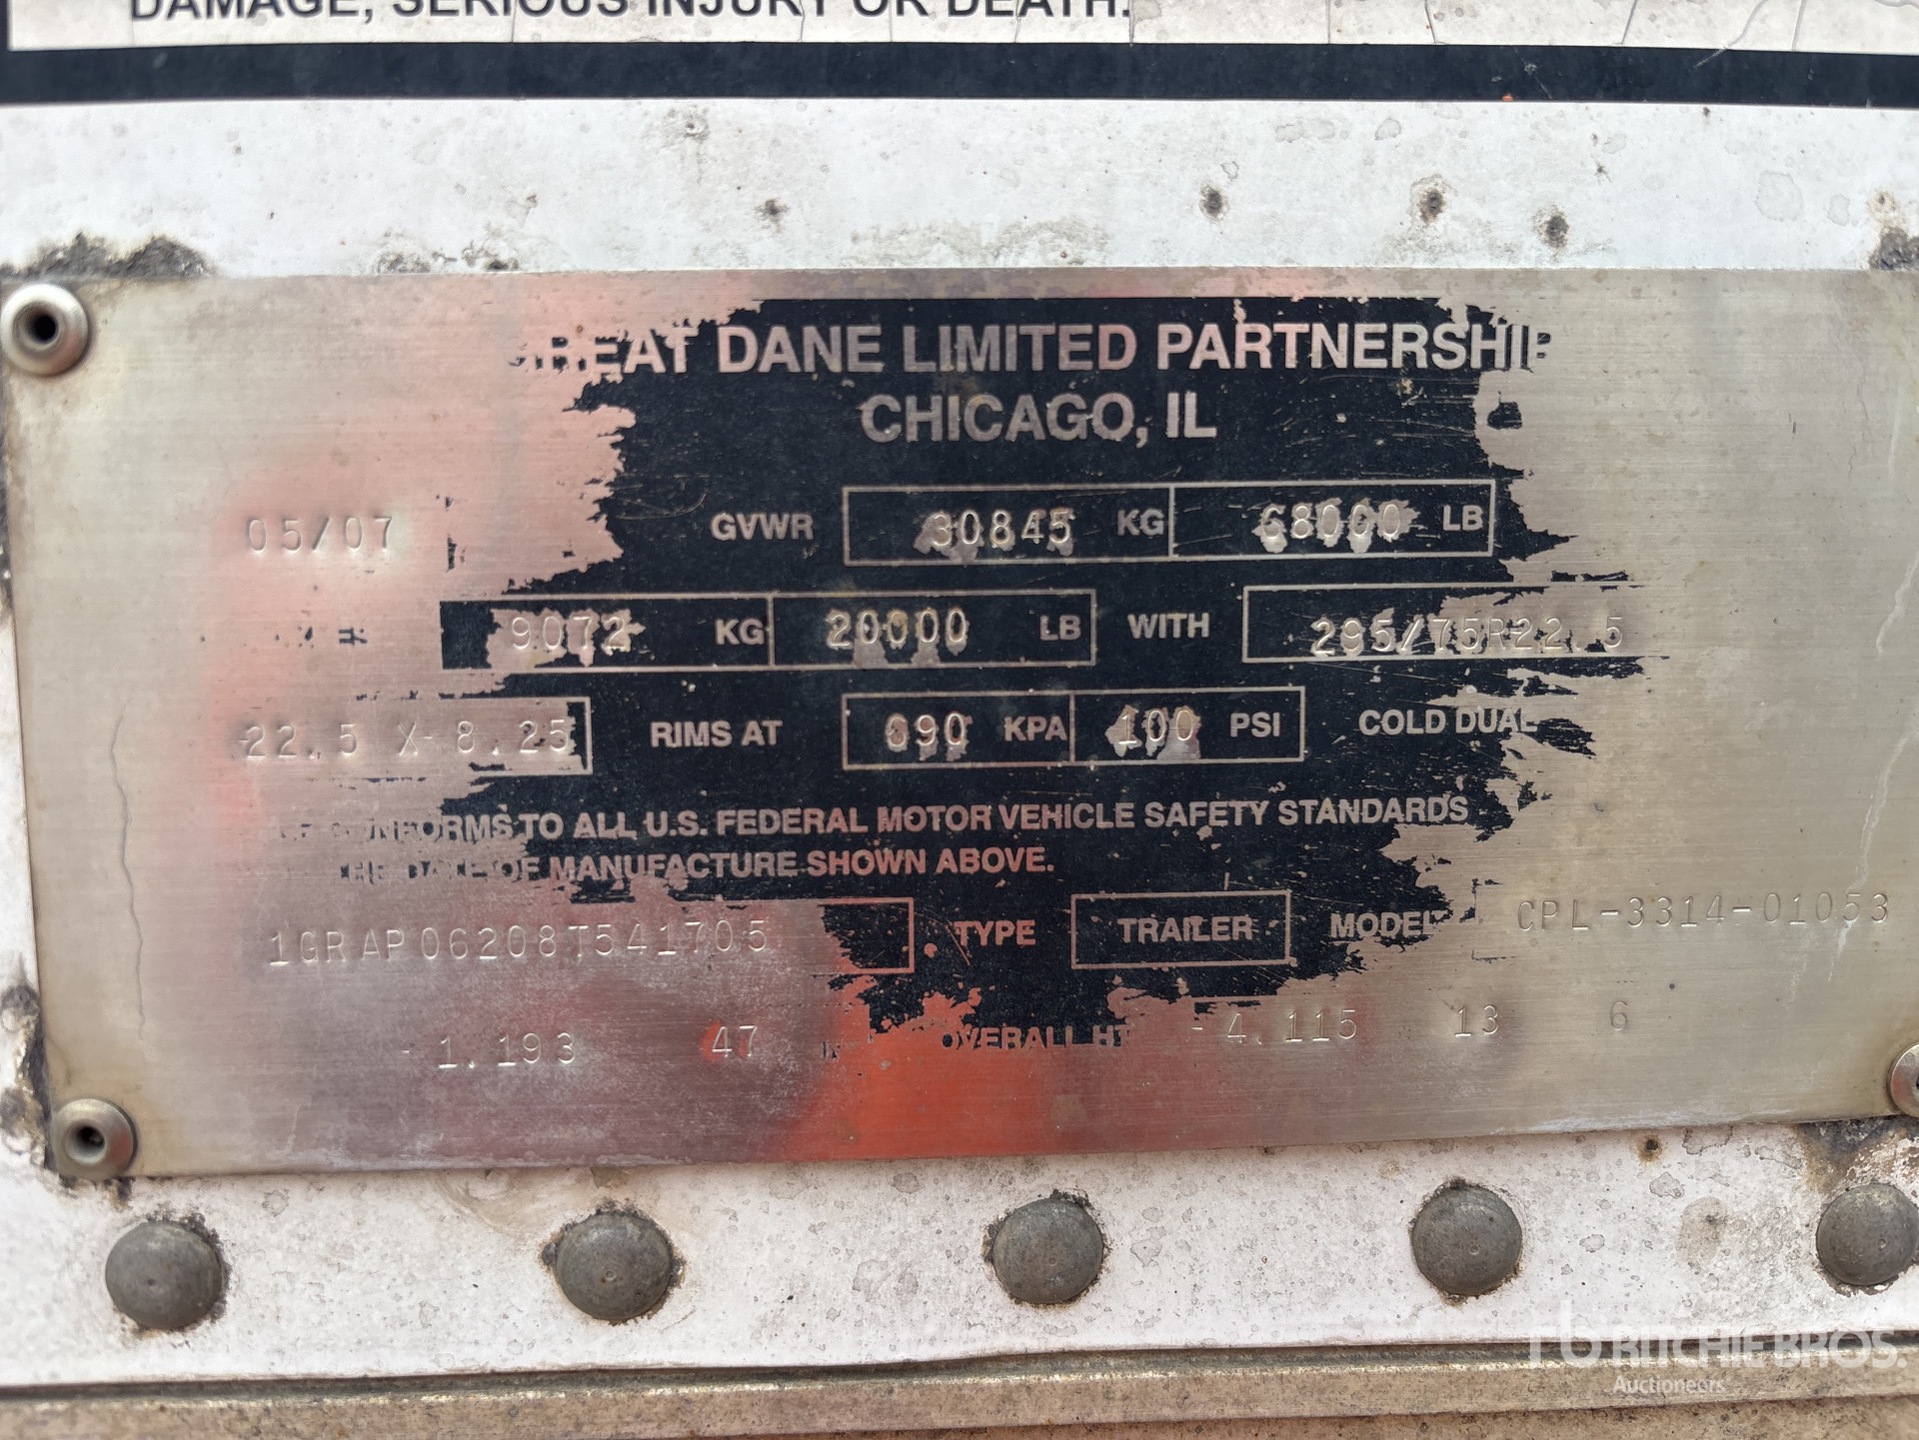 DAMAGE, SERIOUS INJURY OR DEATH.
GREAT DANE LIMITED PARTNERSHIP
CHICAGO, IL
05/07 GVWR 30845 KG 68000 LB
9072 KG 20000 LB WITH 295/75R22.5
22.5 X 8.25 RIMS AT 690 KPA 100 PSI COLD DUAL
CONFORMS TO ALL U.S. FEDERAL MOTOR VEHICLE SAFETY STANDARDS
THE DATE OF MANUFACTURE SHOWN ABOVE.
1GRAP06208T541705 TYPE TRAILER MODEL CPL-3314-01053
1.193 47 OVERALL HT 4.115 13 6
RITCHIE BROS.
Auctioneers